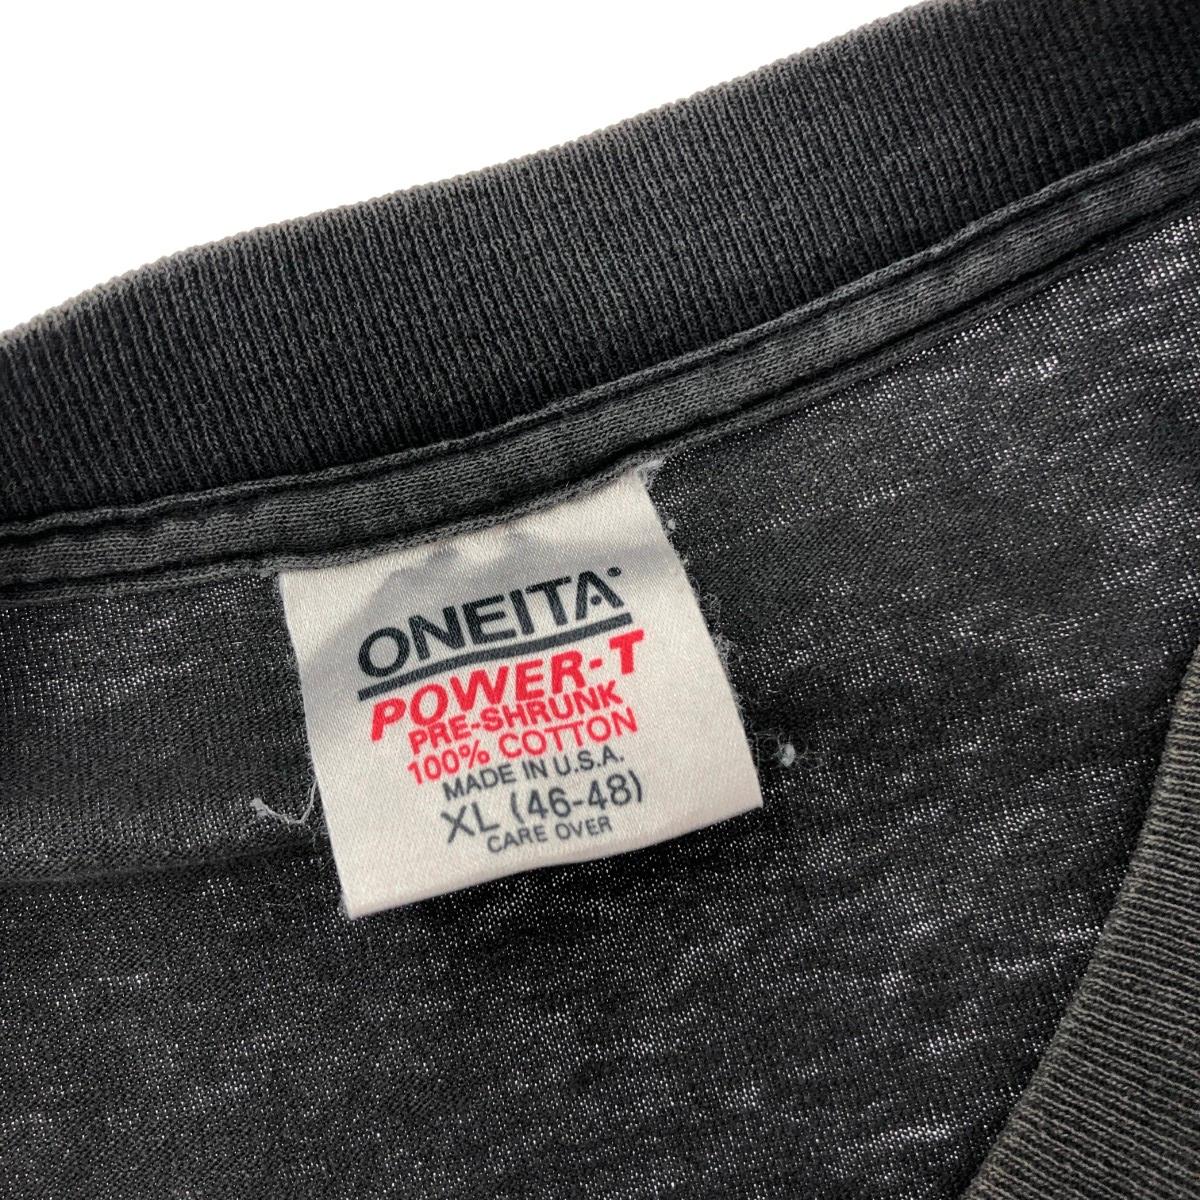 ONEITA
POWER-T
PRE-SHRUNK
100% COTTON
MADE IN U.S.A.
XL (46-48)
CARE OVER